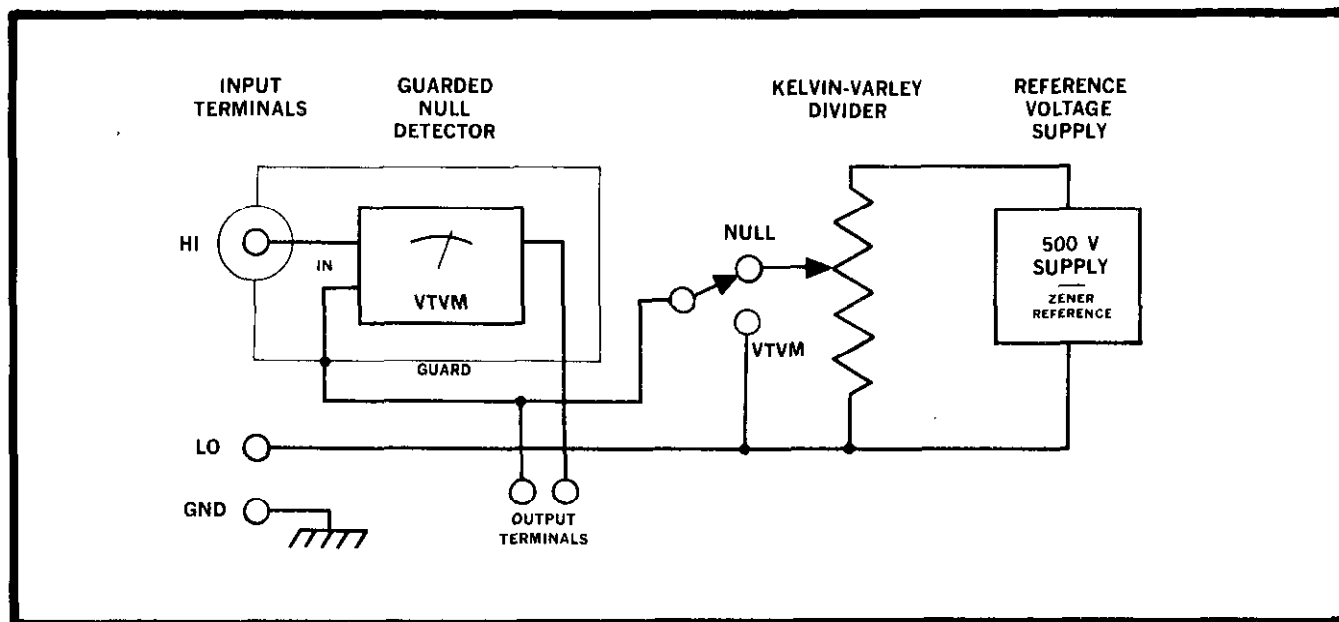 INPUT
TERMINALS
GUARDED
NULL
DETECTOR
KELVIN-VARLEY
DIVIDER
REFERENCE
VOLTAGE
SUPPLY
HI
IN
VTVM
GUARD
NULL
VTVM
500 V
SUPPLY
ZENER
REFERENCE
LO
GND
OUTPUT
TERMINALS